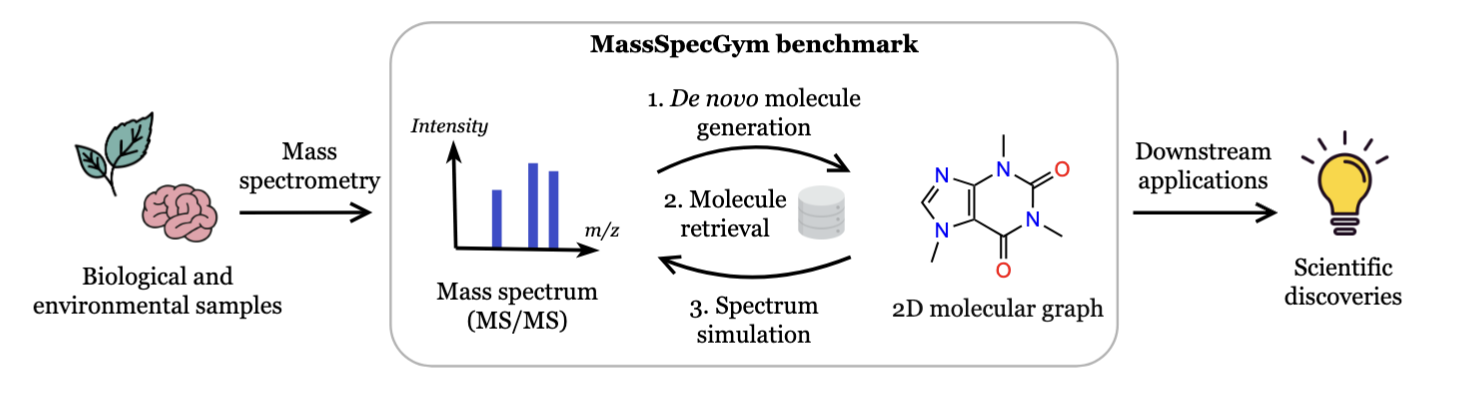 MassSpecGym benchmark
Biological and
environmental samples
Mass
spectrometry
Intensity
m/z
Mass spectrum
(MS/MS)
1. De novo molecule
generation
2. Molecule
retrieval
3. Spectrum
simulation
N
N
N
N
O
O
2D molecular graph
Downstream
applications
Scientific
discoveries